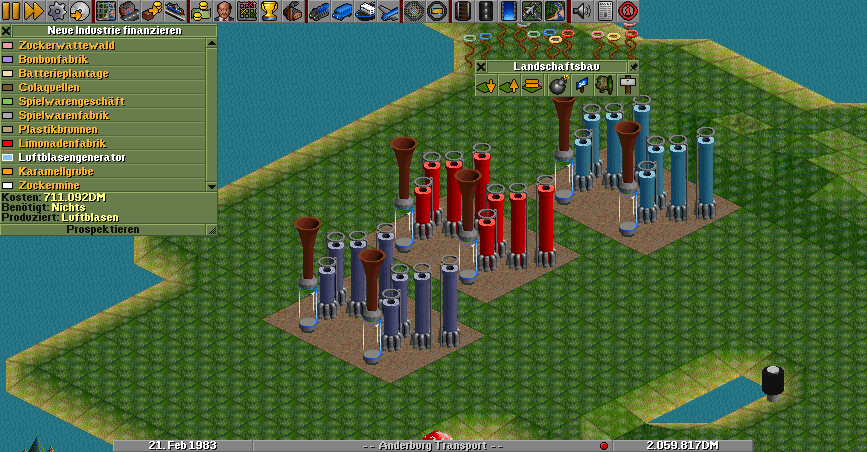 Neue Industrie finanzieren
Zuckerwattewald
Bonbonfabrik
Batterieplantage
Colaquellen
Spielwarengeschäft
Spielwarenfabrik
Plastikbrunnen
Limonadenfabrik
Luftblasengenerator
Karamellgrube
Zuckermine
Kosten: 711.092DM
Benötigt: Nichts
Produziert: Luftblasen
Prospektieren
Landschaftsbau
21. Feb 1983
- - Anderburg Transport - -
2.059.817DM